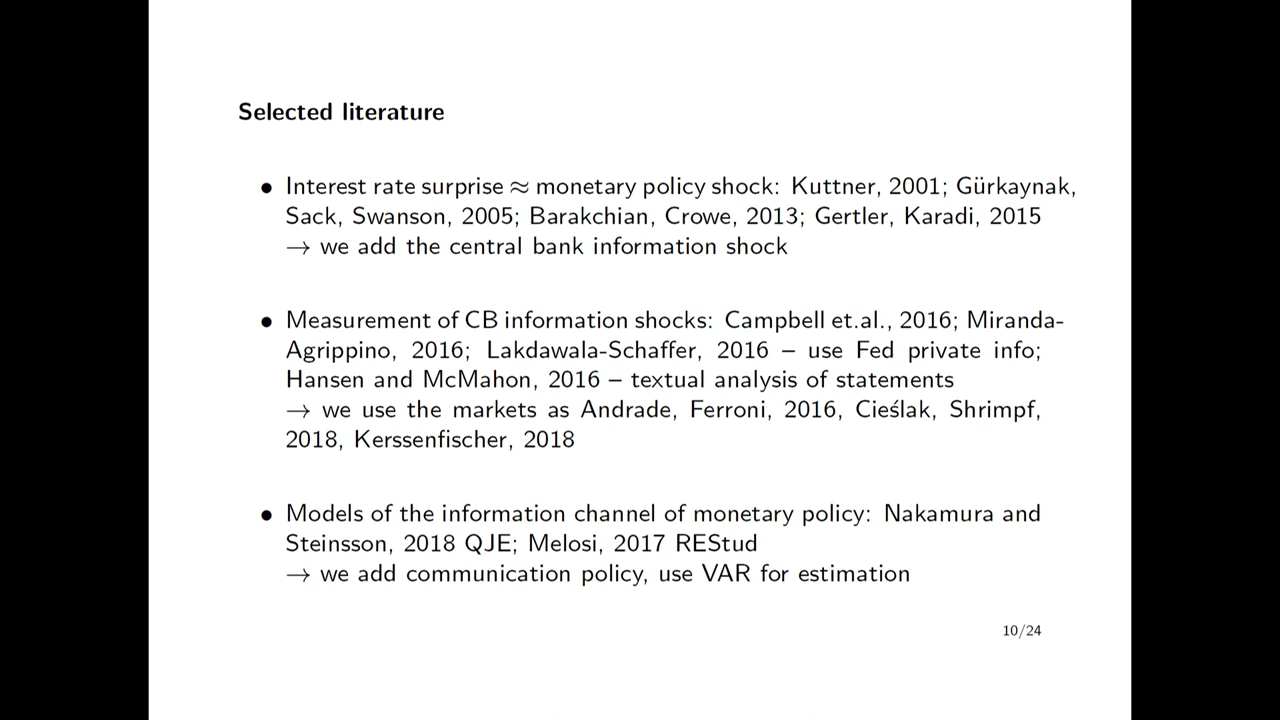 Selected literature
• Interest rate surprise ≈ monetary policy shock: Kuttner, 2001; Gürkaynak,
Sack, Swanson, 2005; Barakchian, Crowe, 2013; Gertler, Karadi, 2015
→ we add the central bank information shock
• Measurement of CB information shocks: Campbell et.al., 2016; Miranda-
Agrippino, 2016; Lakdawala-Schaffer, 2016 – use Fed private info;
Hansen and McMahon, 2016 – textual analysis of statements
→ we use the markets as Andrade, Ferroni, 2016, Cieślak, Shrimpf,
2018, Kerssenfischer, 2018
• Models of the information channel of monetary policy: Nakamura and
Steinsson, 2018 QJE; Melosi, 2017 REStud
→ we add communication policy, use VAR for estimation
10/24